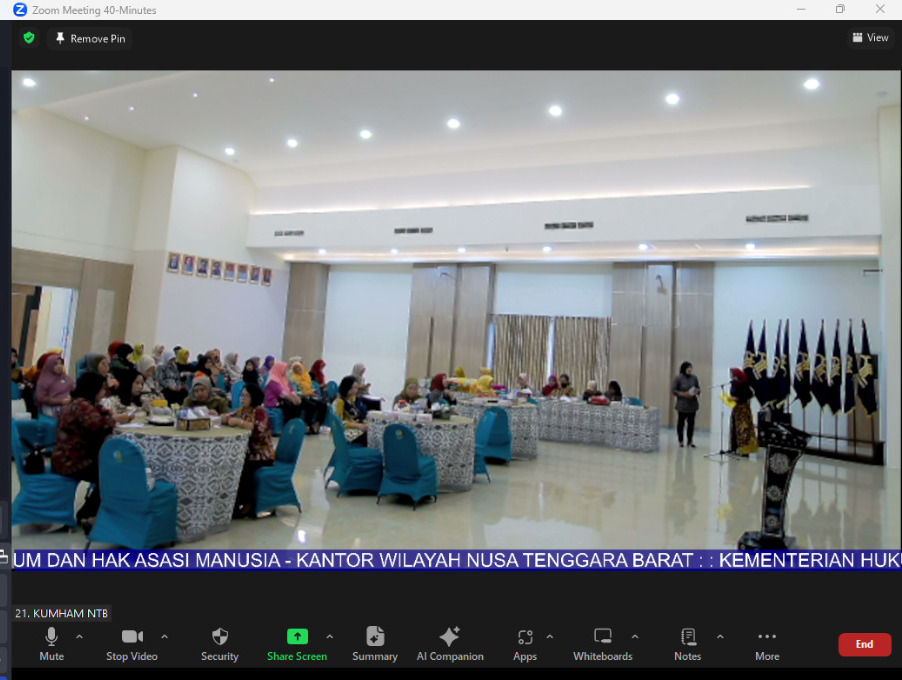 Zoom Meeting 40-Minutes
Remove Pin
View
UM DAN HAK ASASI MANUSIA - KANTOR WILAYAH NUSA TENGGARA BARAT : : KEMENTERIAN HUKU
21. KUMHAM NTB
Mute
Stop Video
Security
Share Screen
Summary
AI Companion
Apps
Whiteboards
Notes
More
End